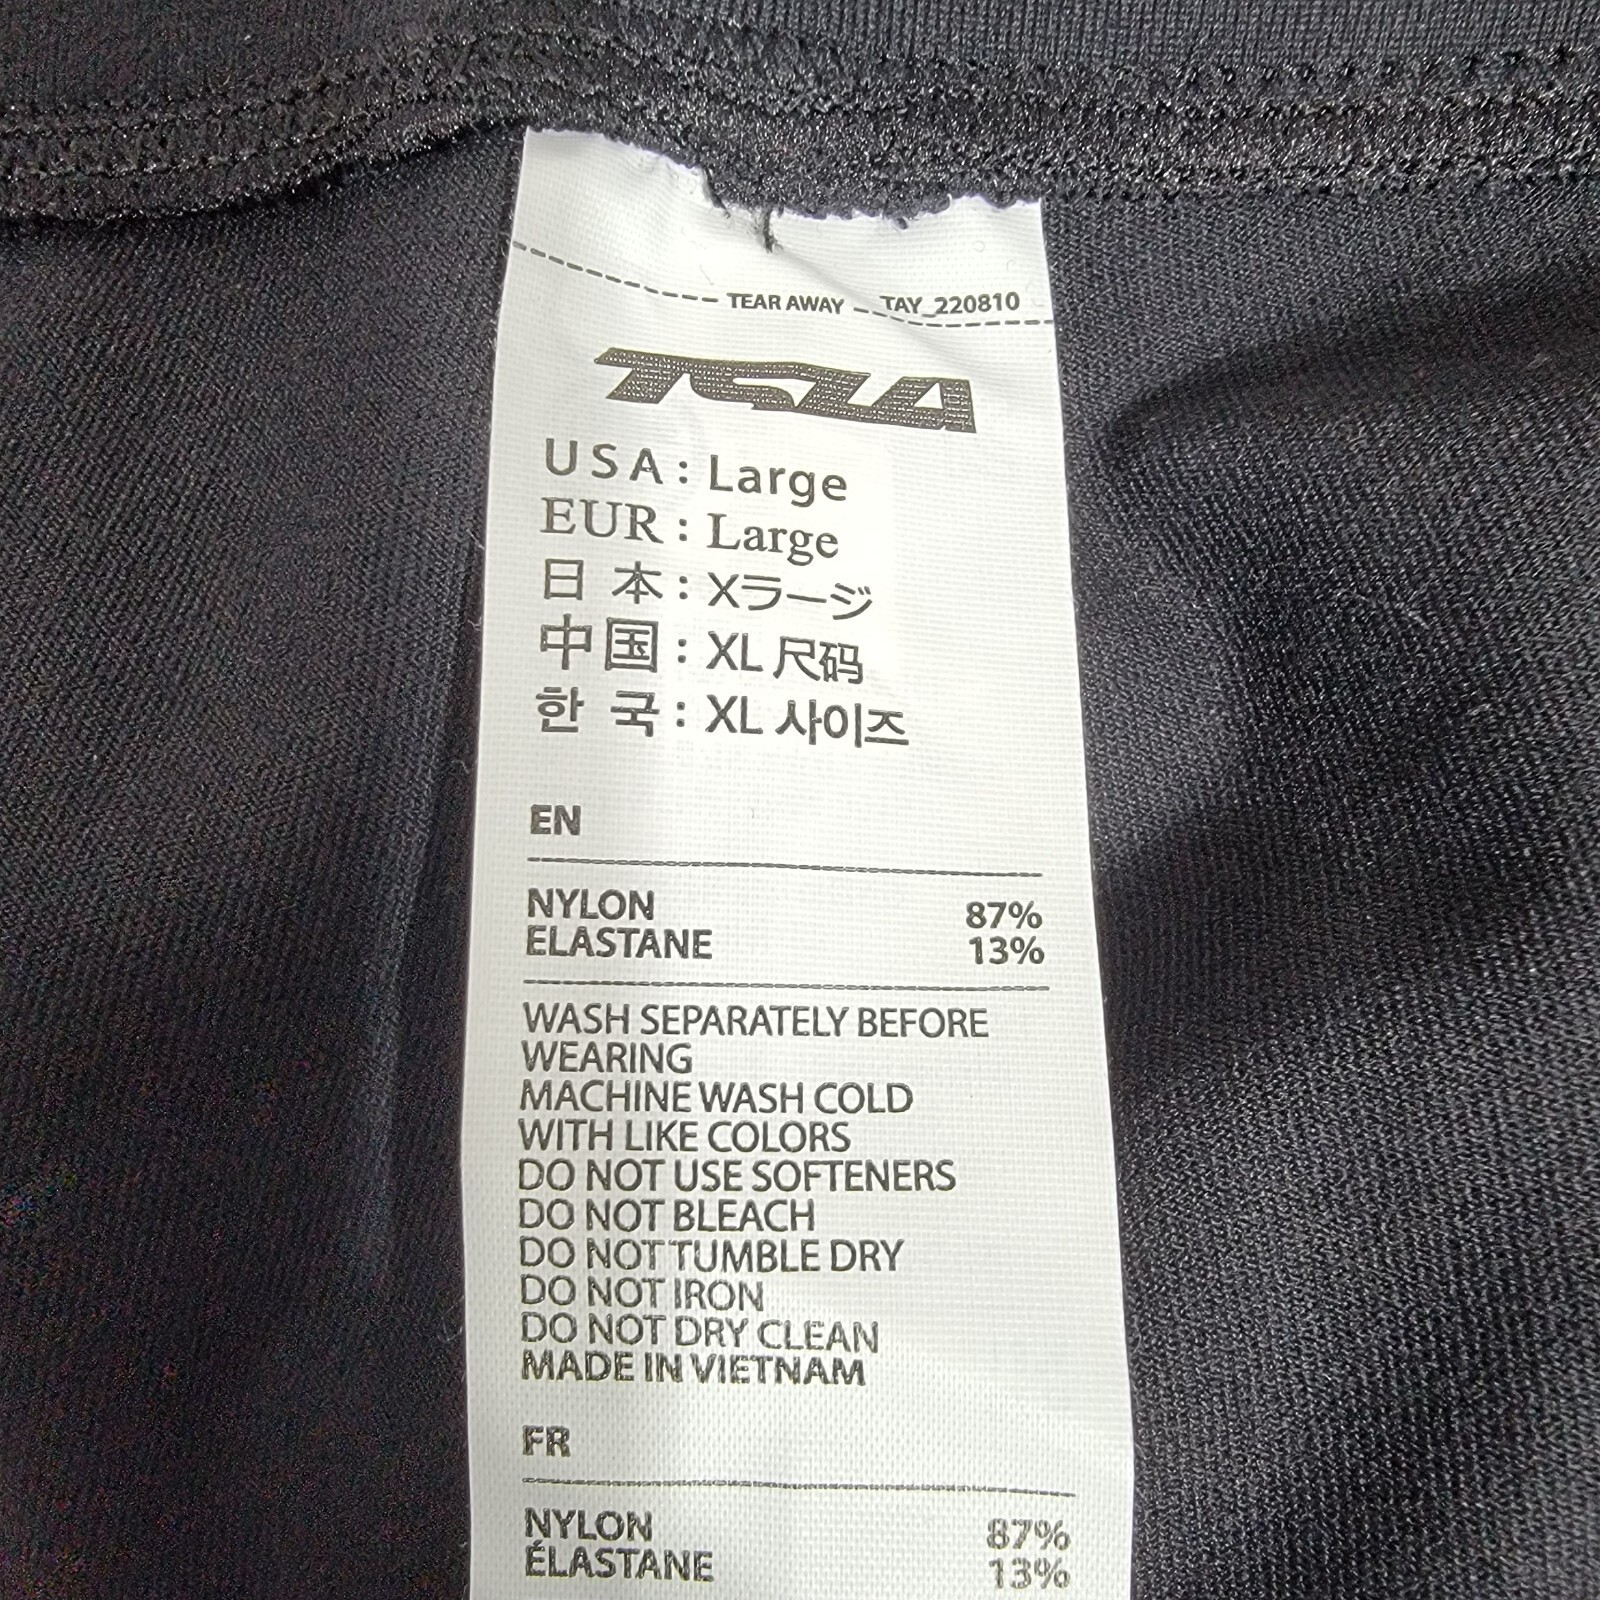 TEAR AWAY TAY_220810
TSLA
USA : Large
EUR : Large
日 本 : Xラージ
中国 : XL 尺码
한 국 : XL 사이즈
EN
NYLON 87%
ELASTANE 13%
WASH SEPARATELY BEFORE
WEARING
MACHINE WASH COLD
WITH LIKE COLORS
DO NOT USE SOFTENERS
DO NOT BLEACH
DO NOT TUMBLE DRY
DO NOT IRON
DO NOT DRY CLEAN
MADE IN VIETNAM
FR
NYLON 87%
ÉLASTANE 13%